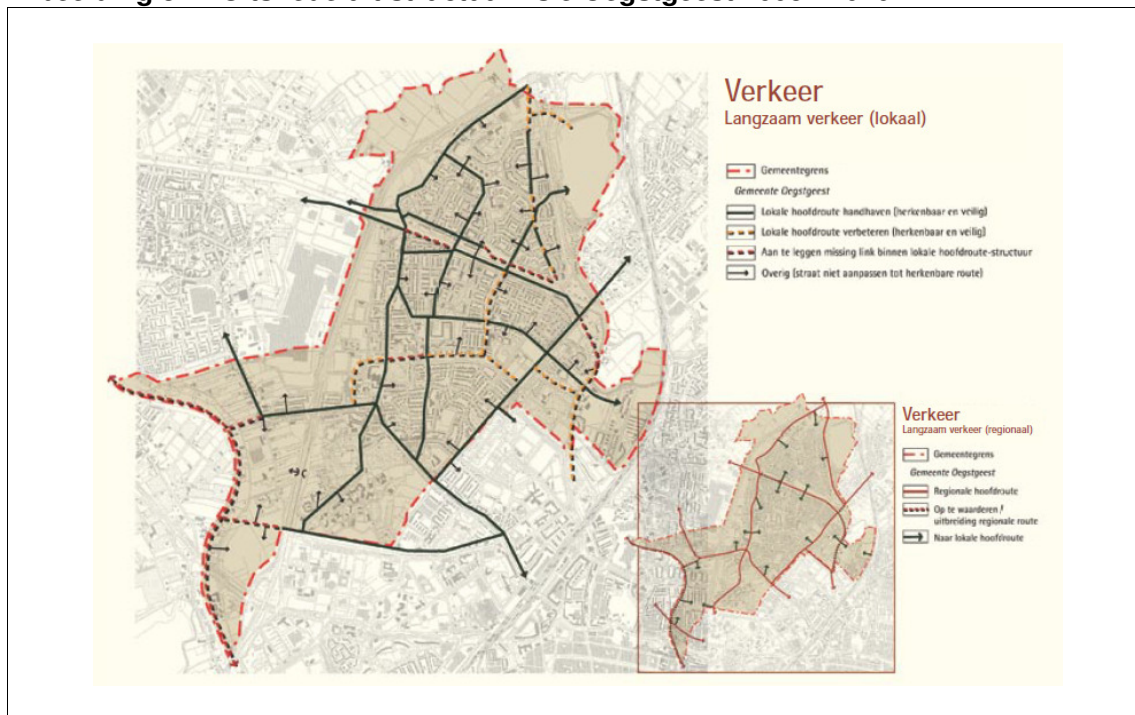 Verkeer
Langzaam verkeer (lokaal)
Gemeentegrens
Gemeente Oegstgeest
Lokale hoofdroute handhaven (herkenbaar en veilig)
Lokale hoofdroute verbeteren (herkenbaar en veilig)
Aan te leggen missing link binnen lokale hoofdroute-structuur
Overig (straat niet aanpassen tot herkenbare route)
Verkeer
Langzaam verkeer (regionaal)
Gemeentegrens
Gemeente Oegstgeest
Regionale hoofdroute
Op te waarderen /
uitbreiding regionale route
Naar lokale hoofdroute